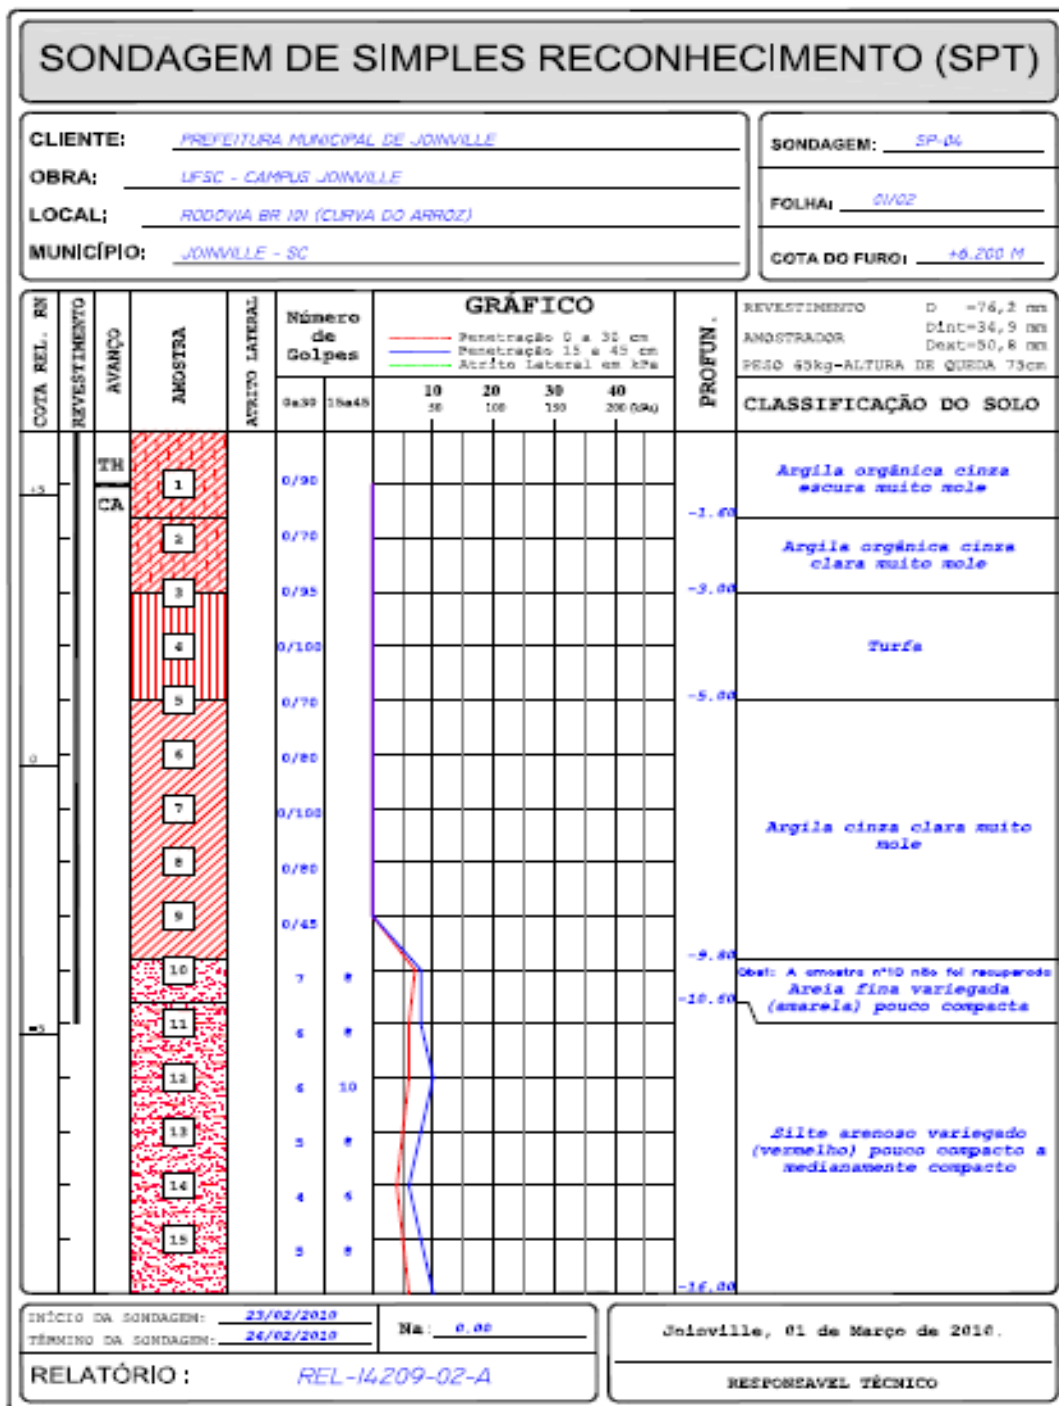 SONDAGEM DE SIMPLES RECONHECIMENTO (SPT)
CLIENTE: PREFEITURA MUNICIPAL DE JOINVILLE
OBRA: UFSC - CAMPUS JOINVILLE
LOCAL: RODOVIA BR 101 (CURVA DO ARROZ)
MUNICÍPIO: JOINVILLE - SC
SONDAGEM: SP-04
FOLHA: 01/02
COTA DO FURO: +6.200 M
COTA REL. RN
REVESTIMENTO
AVANÇO
AMOSTRA
ATRITO LATERAL
Número
de
Golpes
0a30 15a45
GRÁFICO
Penetração 0 a 30 cm
Penetração 15 a 45 cm
Atrito Lateral em kPa
10 20 30 40
50 100 150 200 (kPa)
PROFUN.
REVESTIMENTO D =76,2 mm
AMOSTRADOR Dint=34,9 mm
Dext=50,8 mm
PESO 65kg-ALTURA DE QUEDA 75cm
CLASSIFICAÇÃO DO SOLO
TH
CA
+5
0
-5
1
2
3
4
5
6
7
8
9
10
11
12
13
14
15
0/90
0/70
0/95
0/100
0/70
0/80
0/100
0/80
0/45
7 8
6 8
6 10
5 8
4 6
5 8
-1.60
-3.00
-5.00
-9.80
-10.60
-16.00
Argila orgânica cinza
escura muito mole
Argila orgânica cinza
clara muito mole
Turfa
Argila cinza clara muito
mole
Obs1: A amostra nº10 não foi recuperada
Areia fina variegada
(amarela) pouco compacta
Silte arenoso variegado
(vermelho) pouco compacto a
medianamente compacto
INÍCIO DA SONDAGEM: 23/02/2010
TÉRMINO DA SONDAGEM: 24/02/2010
Na: 0.00
RELATÓRIO : REL-14209-02-A
Joinville, 01 de Março de 2010.
RESPONSAVEL TÉCNICO